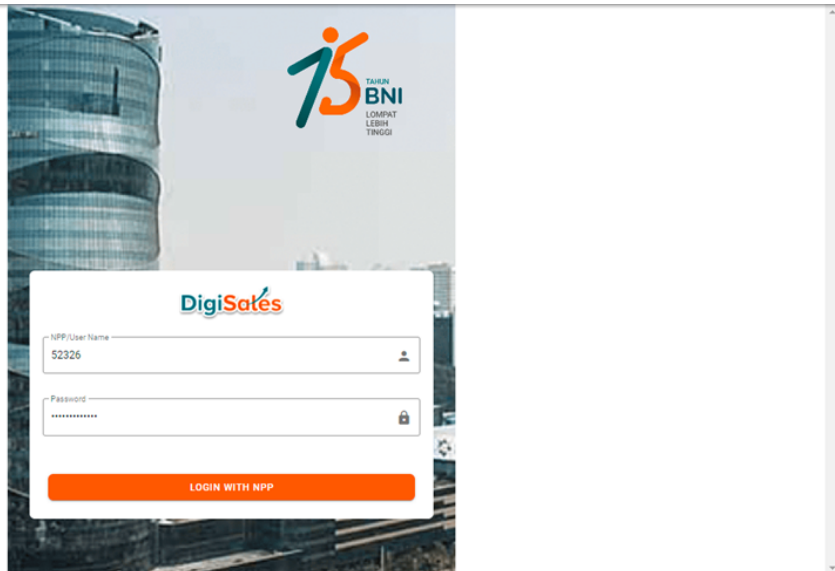 75
TAHUN
BNI
LOMPAT
LEBIH
TINGGI
DigiSales
NPP/User Name
52326
Password
•••••••••••••
LOGIN WITH NPP